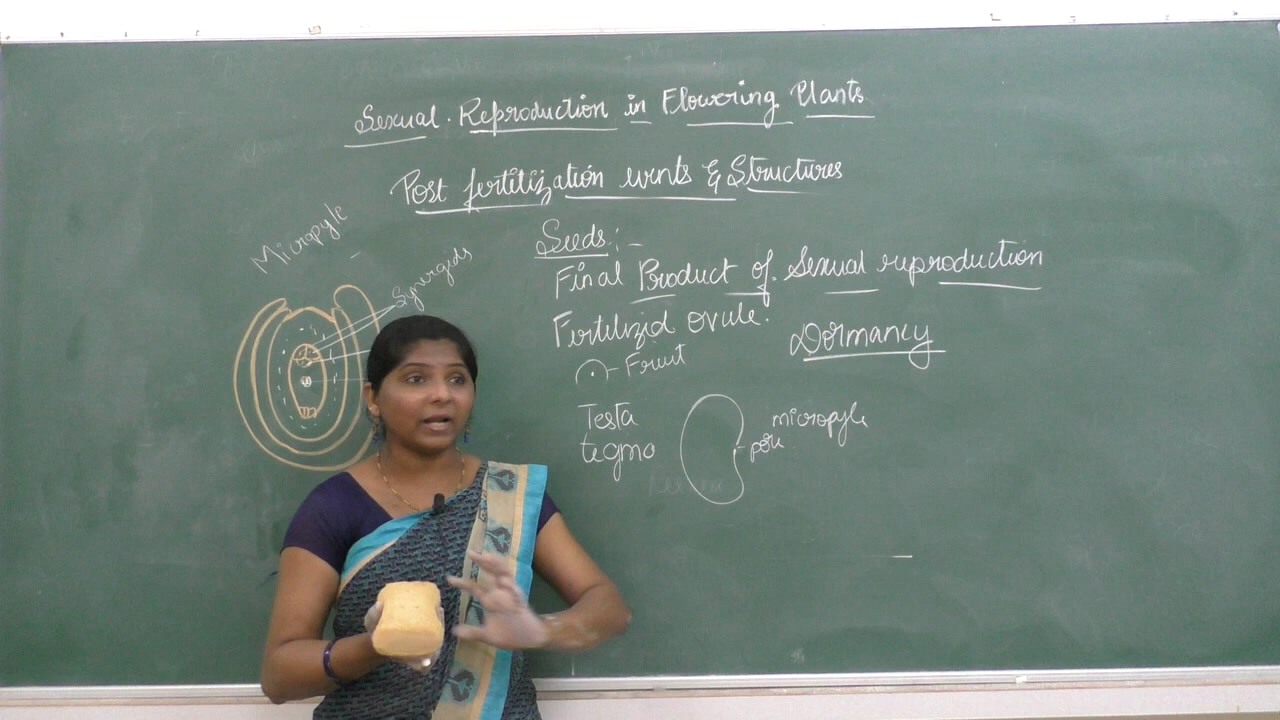 Sexual. Reproduction in Flowering Plants
Post fertilization events & Structures
Micropyle
Synergids
Seeds:-
Final Product of Sexual reproduction
Fertilized ovule.
Dormancy
Fruit
Testa
tegma
micropyle
pore